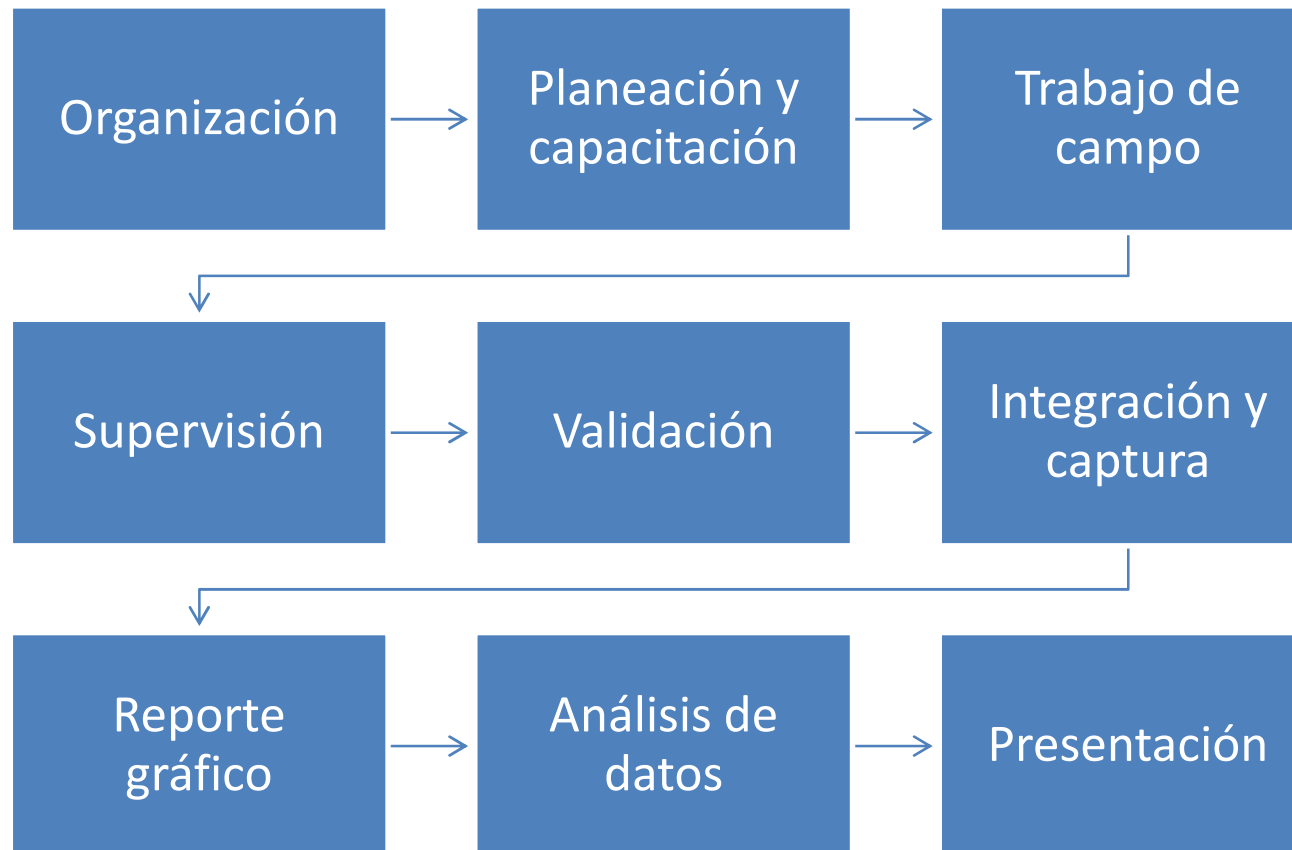 Organización
Planeación y
capacitación
Trabajo de
campo
Supervisión
Validación
Integración y
captura
Reporte
gráfico
Análisis de
datos
Presentación